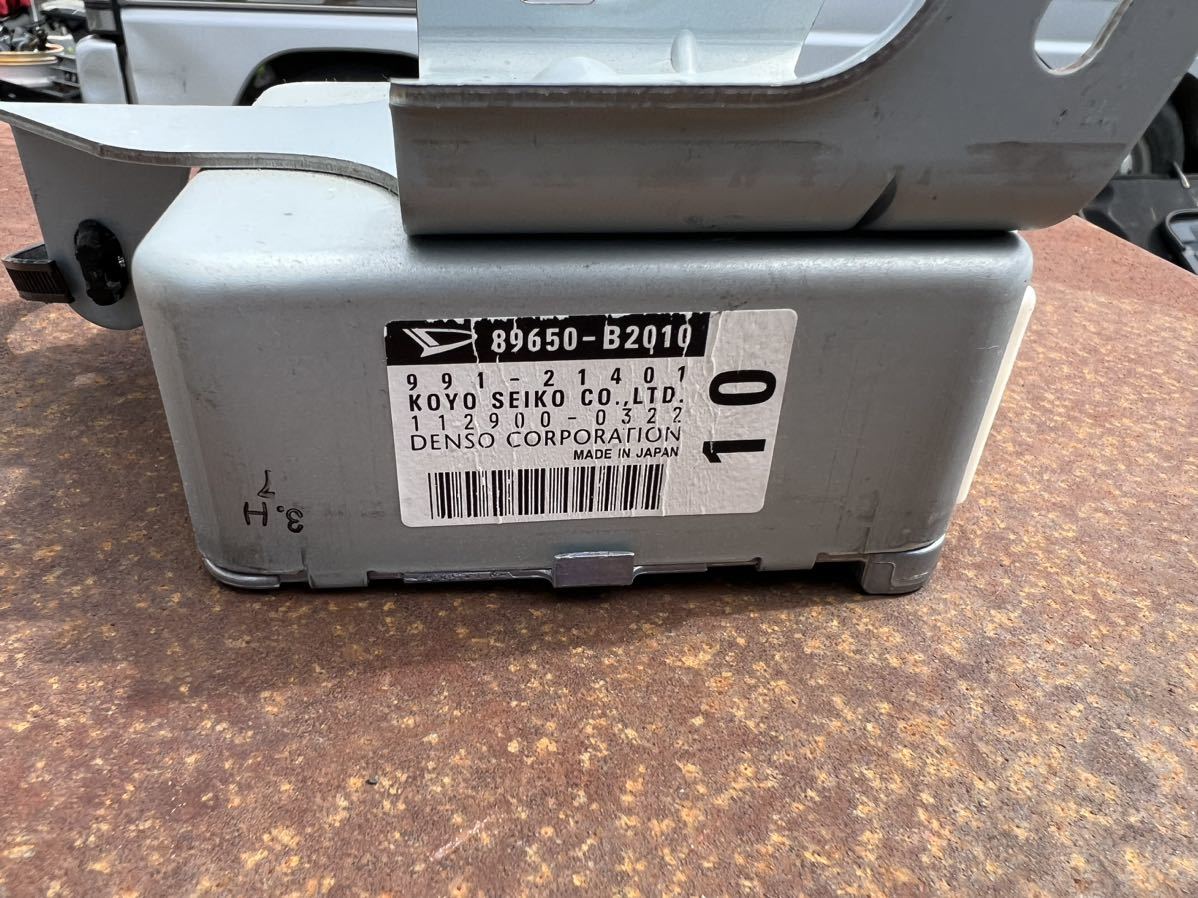 89650-B2010
991-21401
KOYO SEIKO CO.,LTD.
112900-0322
DENSO CORPORATION
MADE IN JAPAN
10
3.H
7